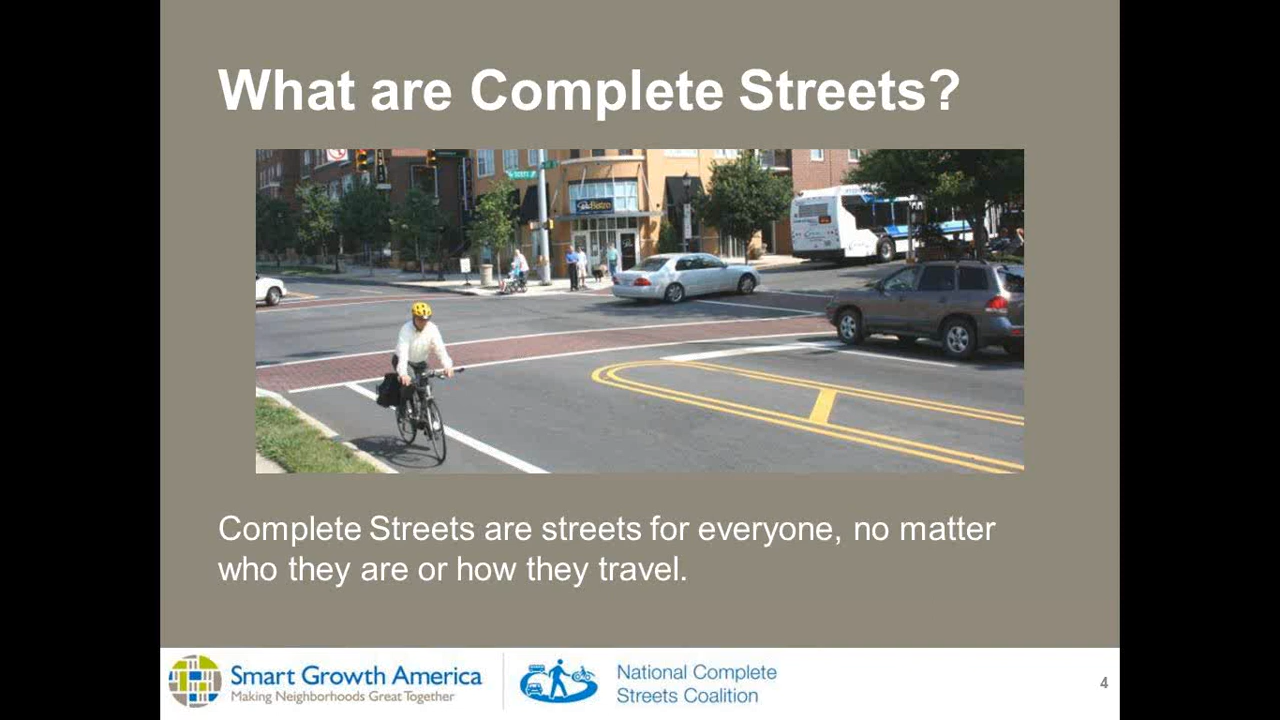 What are Complete Streets?
Bistro
Complete Streets are streets for everyone, no matter
who they are or how they travel.
Smart Growth America
Making Neighborhoods Great Together
National Complete
Streets Coalition
4